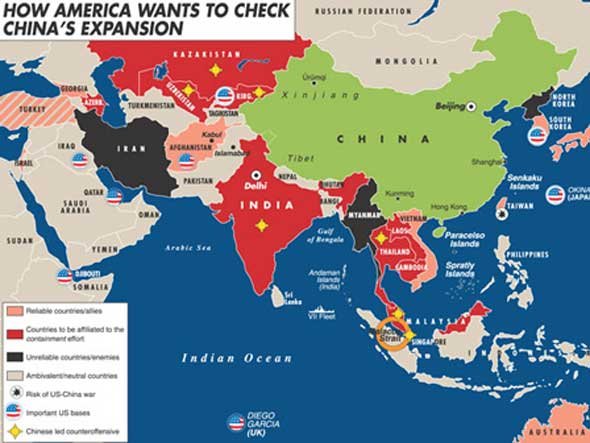 HOW AMERICA WANTS TO CHECK
CHINA'S EXPANSION
RUSSIAN FEDERATION
KAZAKISTAN
MONGOLIA
GEORGIA
AZERB.
UZBEKISTAN
KIRG.
Ürümqi
Xinjiang
Beijing
NORTH
KOREA
SOUTH
KOREA
TURKEY
TURKMENISTAN
TAGIKISTAN
CHINA
IRAQ
IRAN
AFGHANISTAN
Kabul
Islamabad
Tibet
Shanghai
ISRAEL
PAKISTAN
Delhi
NEPAL
BHUTAN
Senkaku
Islands
QATAR
SAUDI
ARABIA
OMAN
INDIA
BANGL.
Kunming
Hong Kong
TAIWAN
OKINA
(JAPA
MYANMAR
VIETNAM
LAOS
SUDAN
YEMEN
Arabic Sea
Gulf
of Bengala
THAILAND
Paracelso
Islands
PHILIPPINES
CAMBODIA
Andaman
Islands
(India)
Spratly
Islands
DJIBOUTI
SOMALIA
Sri
Lanka
VII Fleet
MALAYSIA
Strait
SINGAPORE
Indian Ocean
Reliable countries/allies
Countries to be affiliated to the
containment effort
Unreliable countries/enemies
Ambivalent/neutral countries
Risk of US-China war
Important US bases
Chinese led counteroffensive
DIEGO
GARCIA
(UK)
AUSTRALIA